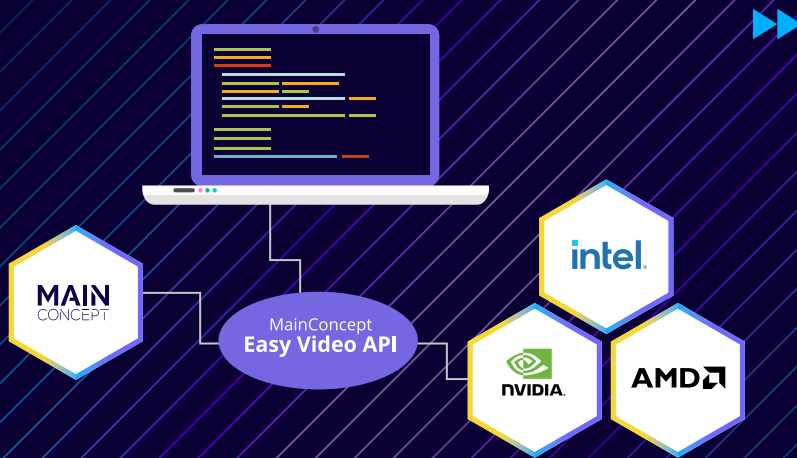 MAIN
CONCEPT
MainConcept
Easy Video API
intel.
NVIDIA.
AMD